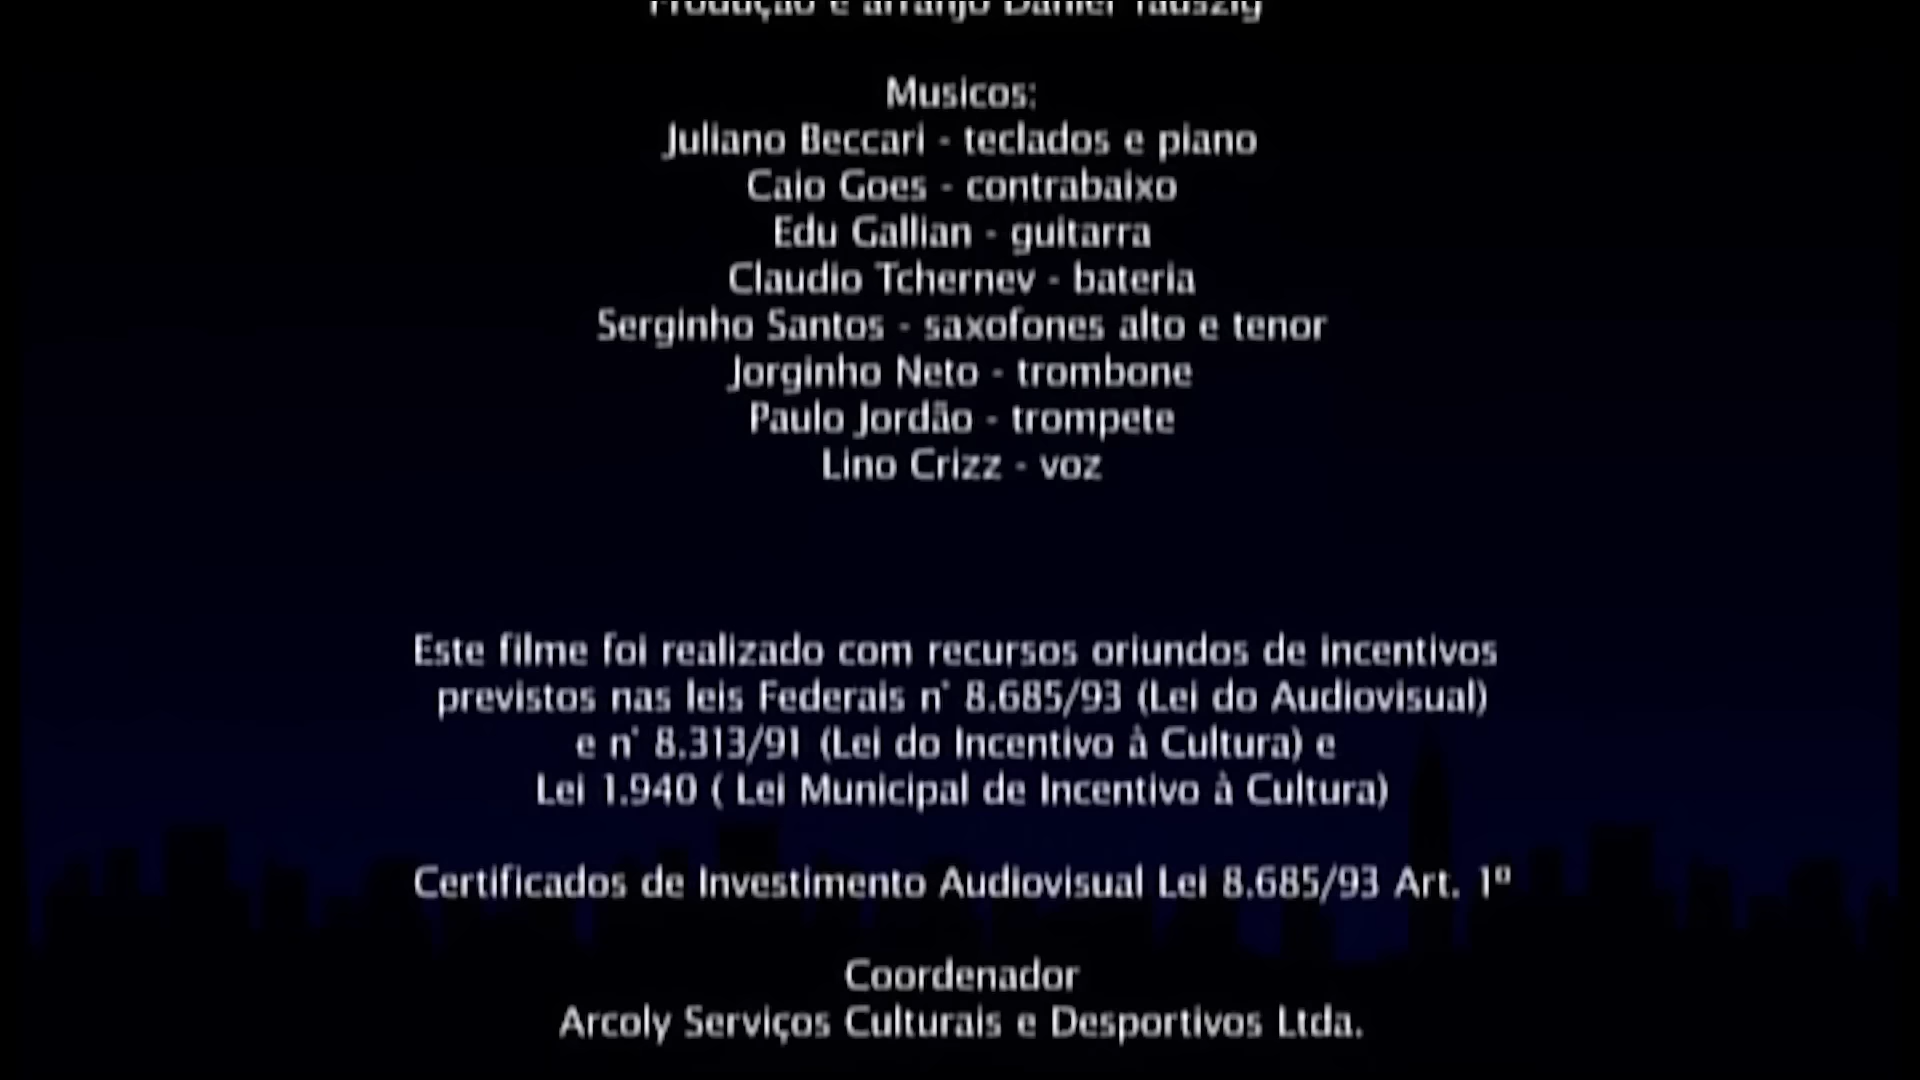 Produção e arranjo Daniel Tauszig
Musicos:
Juliano Beccari - teclados e piano
Caio Goes - contrabaixo
Edu Gallian - guitarra
Claudio Tchernev - bateria
Serginho Santos - saxofones alto e tenor
Jorginho Neto - trombone
Paulo Jordão - trompete
Lino Crizz - voz
Este filme foi realizado com recursos oriundos de incentivos
previstos nas leis Federais n° 8.685/93 (Lei do Audiovisual)
e n° 8.313/91 (Lei do Incentivo à Cultura) e
Lei 1.940 ( Lei Municipal de Incentivo à Cultura)
Certificados de Investimento Audiovisual Lei 8.685/93 Art. 1º
Coordenador
Arcoly Serviços Culturais e Desportivos Ltda.